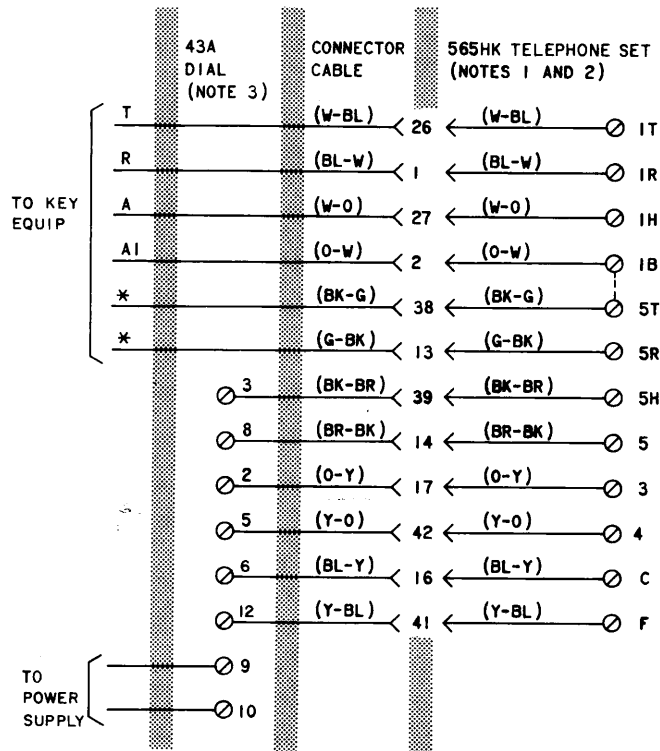 43A
DIAL
(NOTE 3)
CONNECTOR
CABLE
565HK TELEPHONE SET
(NOTES 1 AND 2)
TO KEY
EQUIP
T (W-BL) 26 (W-BL) 1T
R (BL-W) 1 (BL-W) 1R
A (W-O) 27 (W-O) 1H
A1 (O-W) 2 (O-W) 1B
* (BK-G) 38 (BK-G) 5T
* (G-BK) 13 (G-BK) 5R
3 (BK-BR) 39 (BK-BR) 5H
8 (BR-BK) 14 (BR-BK) 5
2 (O-Y) 17 (O-Y) 3
5 (Y-O) 42 (Y-O) 4
6 (BL-Y) 16 (BL-Y) C
12 (Y-BL) 41 (Y-BL) F
TO
POWER
SUPPLY
9
10